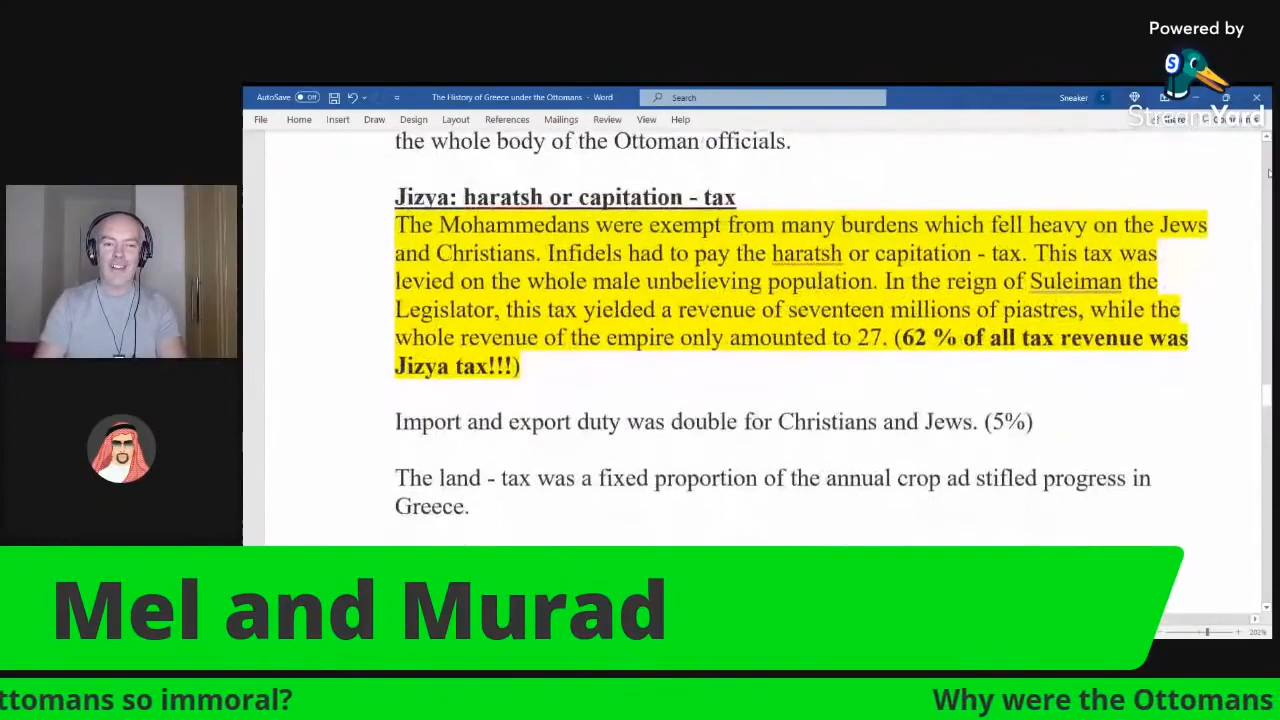 Powered by
StreamYard
AutoSave Off
The History of Greece under the Ottomans - Word
Search
Sneaker
S
File Home Insert Draw Design Layout References Mailings Review View Help
the whole body of the Ottoman officials.
Jizya: haratsh or capitation - tax
The Mohammedans were exempt from many burdens which fell heavy on the Jews
and Christians. Infidels had to pay the haratsh or capitation - tax. This tax was
levied on the whole male unbelieving population. In the reign of Suleiman the
Legislator, this tax yielded a revenue of seventeen millions of piastres, while the
whole revenue of the empire only amounted to 27. (62 % of all tax revenue was
Jizya tax!!!)
Import and export duty was double for Christians and Jews. (5%)
The land - tax was a fixed proportion of the annual crop ad stifled progress in
Greece.
202%
Mel and Murad
ttomans so immoral?
Why were the Ottomans